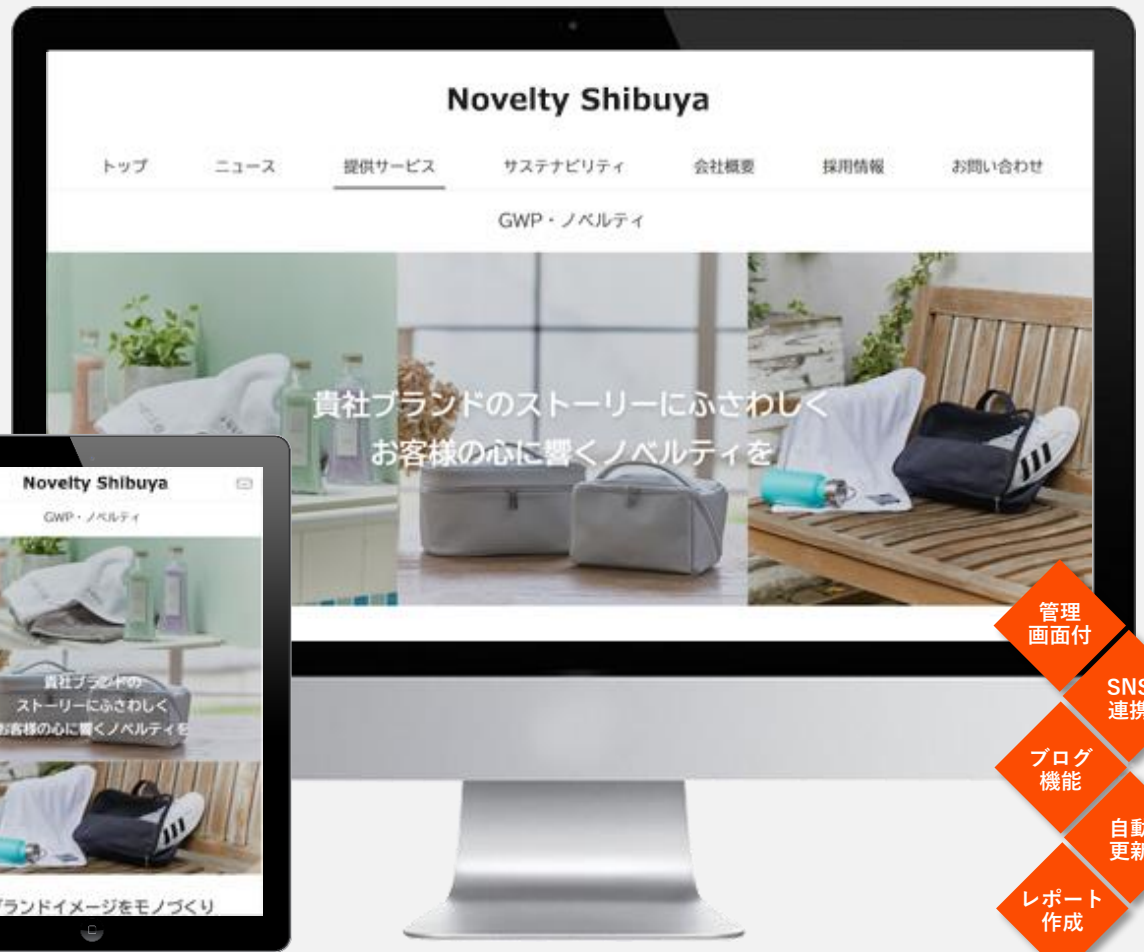 Novelty Shibuya
トップ ニュース 提供サービス サステナビリティ 会社概要 採用情報 お問い合わせ
GWP・ノベルティ
貴社ブランドのストーリーにふさわしく
お客様の心に響くノベルティを
Novelty Shibuya
GWP・ノベルティ
貴社ブランドの
ストーリーにふさわしく
お客様の心に響くノベルティを
ブランドイメージをモノづくり
管理
画面付
SNS
連携
ブログ
機能
自動
更新
レポート
作成